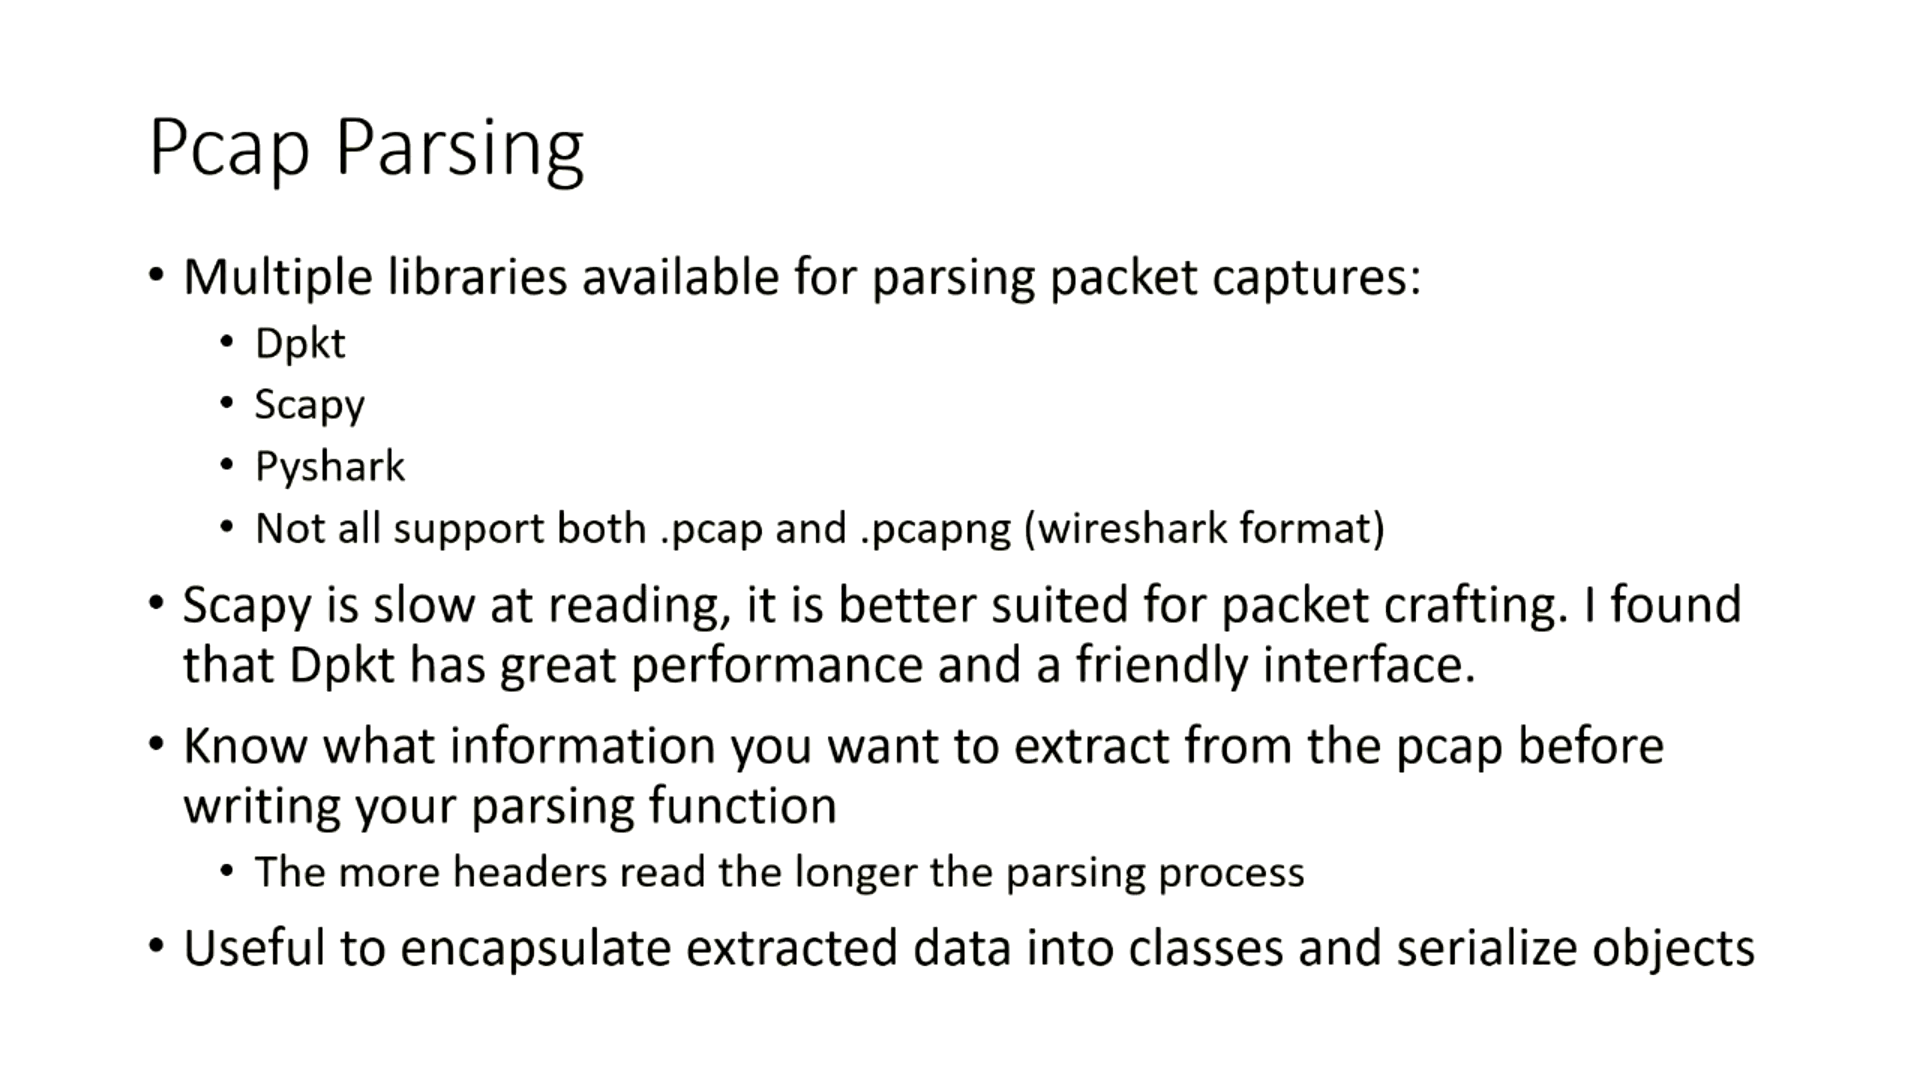 Pcap Parsing
• Multiple libraries available for parsing packet captures:
• Dpkt
• Scapy
• Pyshark
• Not all support both .pcap and .pcapng (wireshark format)
• Scapy is slow at reading, it is better suited for packet crafting. I found
that Dpkt has great performance and a friendly interface.
• Know what information you want to extract from the pcap before
writing your parsing function
• The more headers read the longer the parsing process
• Useful to encapsulate extracted data into classes and serialize objects